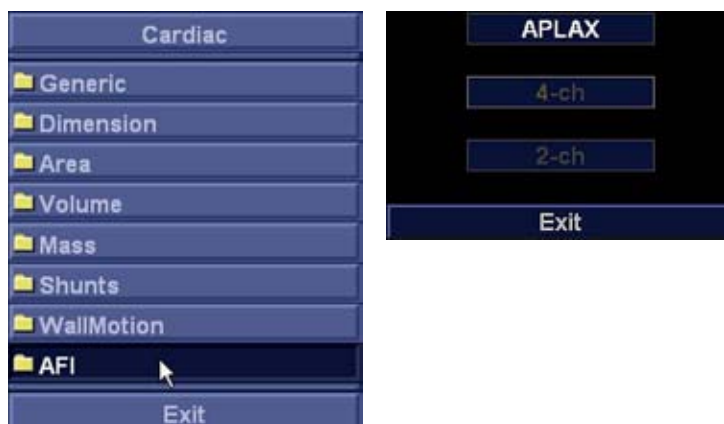 Cardiac
Generic
Dimension
Area
Volume
Mass
Shunts
WallMotion
AFI
Exit
APLAX
4-ch
2-ch
Exit